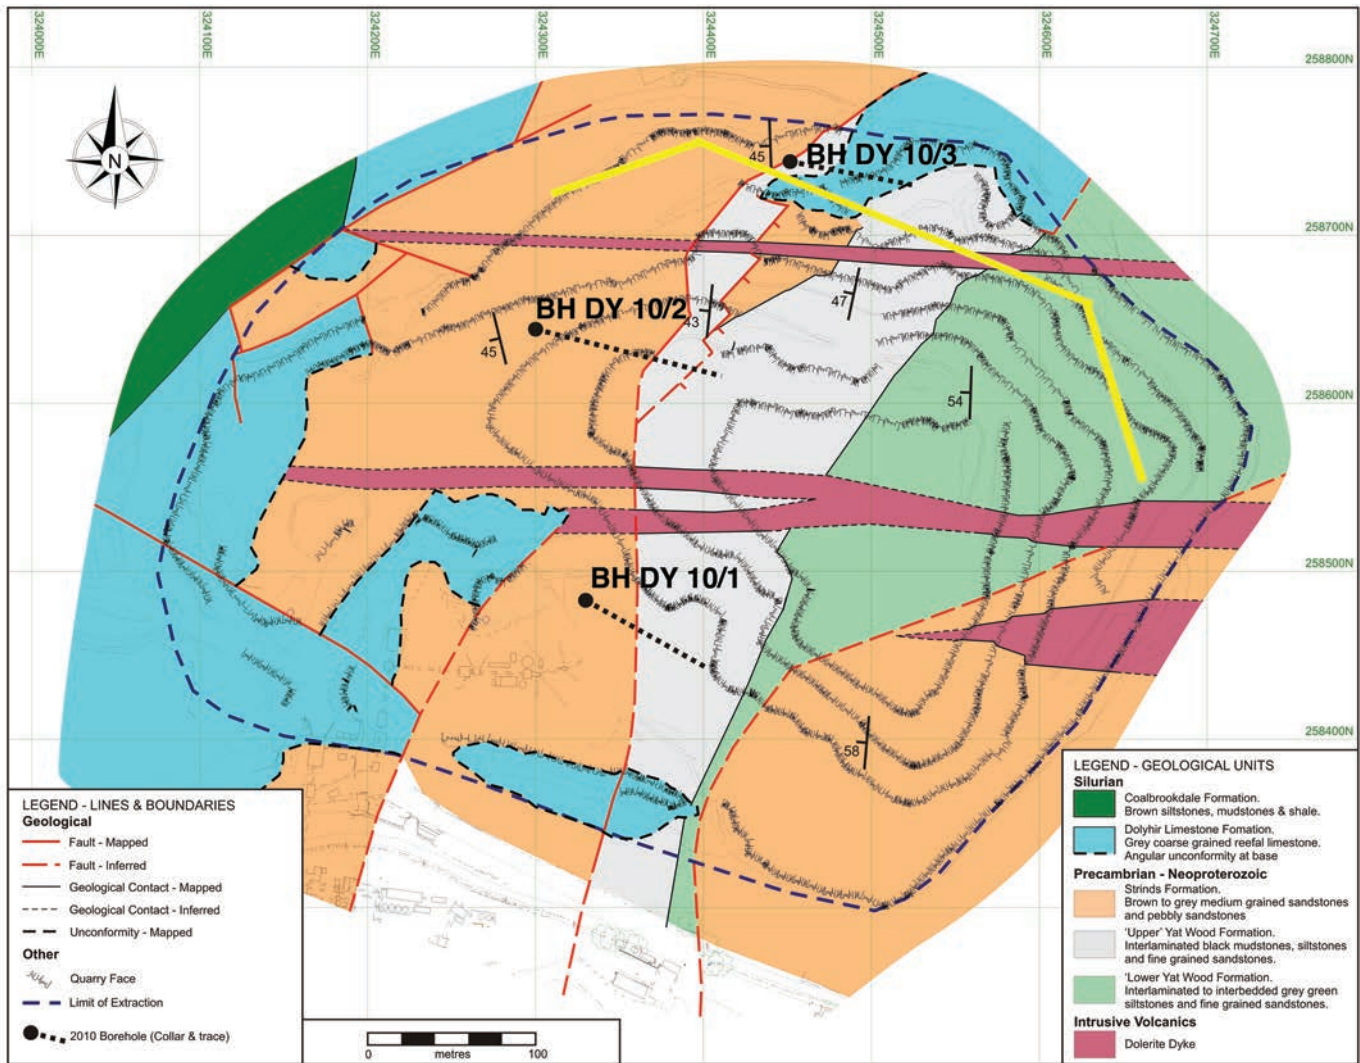 324000E
324100E
324200E
324300E
324400E
324500E
324600E
324700E
258800N
N
45
BH DY 10/3
258700N
BH DY 10/2
47
43
45
258600N
54
258500N
BH DY 10/1
258400N
58
LEGEND - LINES & BOUNDARIES
Geological
Fault - Mapped
Fault - Inferred
Geological Contact - Mapped
Geological Contact - Inferred
Unconformity - Mapped
Other
Quarry Face
Limit of Extraction
2010 Borehole (Collar & trace)
0 metres 100
LEGEND - GEOLOGICAL UNITS
Silurian
Coalbrookdale Formation.
Brown siltstones, mudstones & shale.
Dolyhir Limestone Fomation.
Grey coarse grained reefal limestone.
Angular unconformity at base
Precambrian - Neoproterozoic
Strinds Formation.
Brown to grey medium grained sandstones
and pebbly sandstones
'Upper' Yat Wood Formation.
Interlaminated black mudstones, siltstones
and fine grained sandstones.
'Lower Yat Wood Formation.
Interlaminated to interbedded grey green
siltstones and fine grained sandstones.
Intrusive Volcanics
Dolerite Dyke